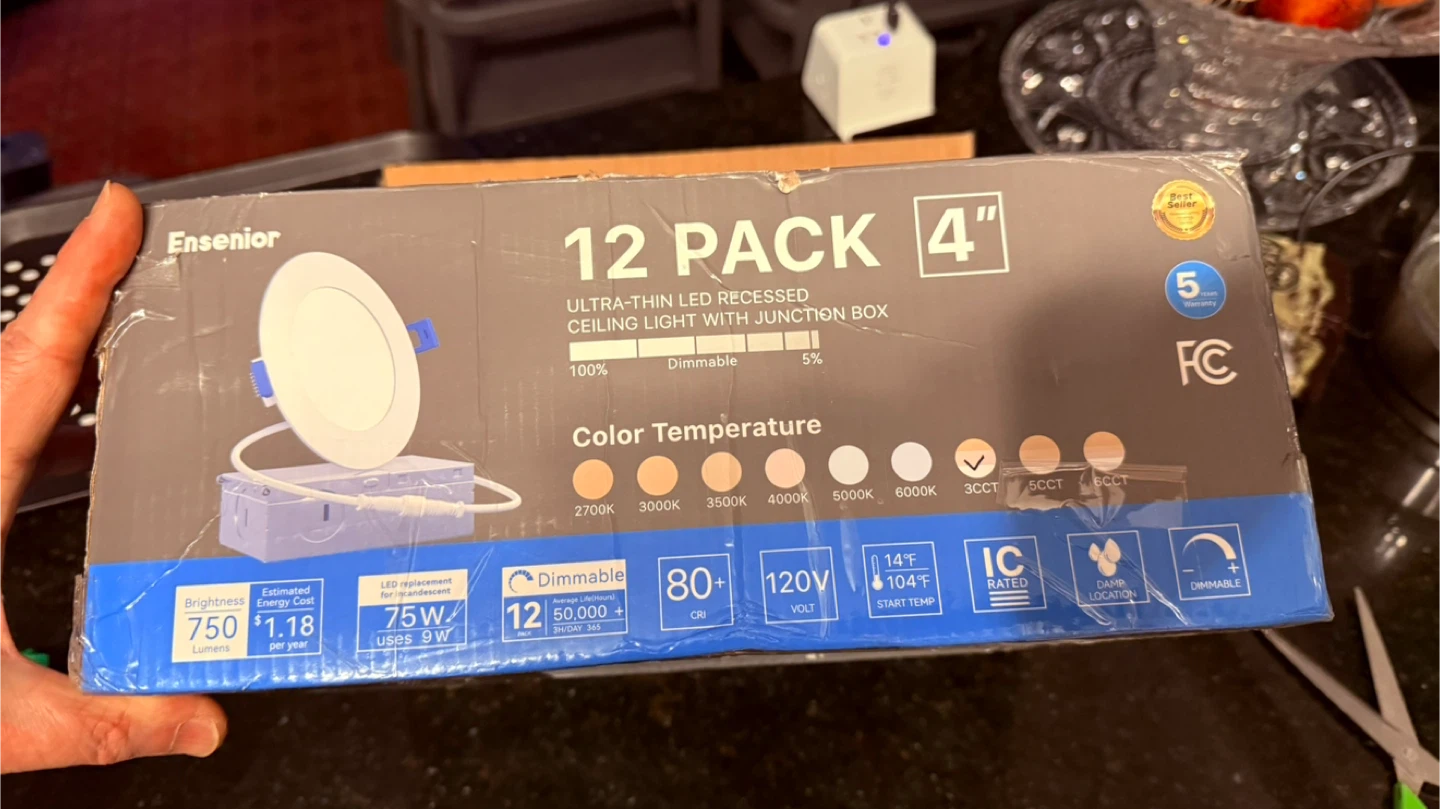 Ensenior
12 PACK 4"
ULTRA-THIN LED RECESSED
CEILING LIGHT WITH JUNCTION BOX
100% Dimmable 5%
Color Temperature
2700K 3000K 3500K 4000K 5000K 6000K 3CCT 5CCT 6CCT
Best
Seller
5 YEARS
Warranty
FC
Brightness
750
Lumens
Estimated
Energy Cost
$1.18
per year
LED replacement
for incandescent
75W
uses 9W
Dimmable
12
PACK
Average Life(Hours)
50,000 +
3H/DAY 365
80+
CRI
120V
VOLT
14°F
104°F
START TEMP
IC
RATED
DAMP
LOCATION
- +
DIMMABLE